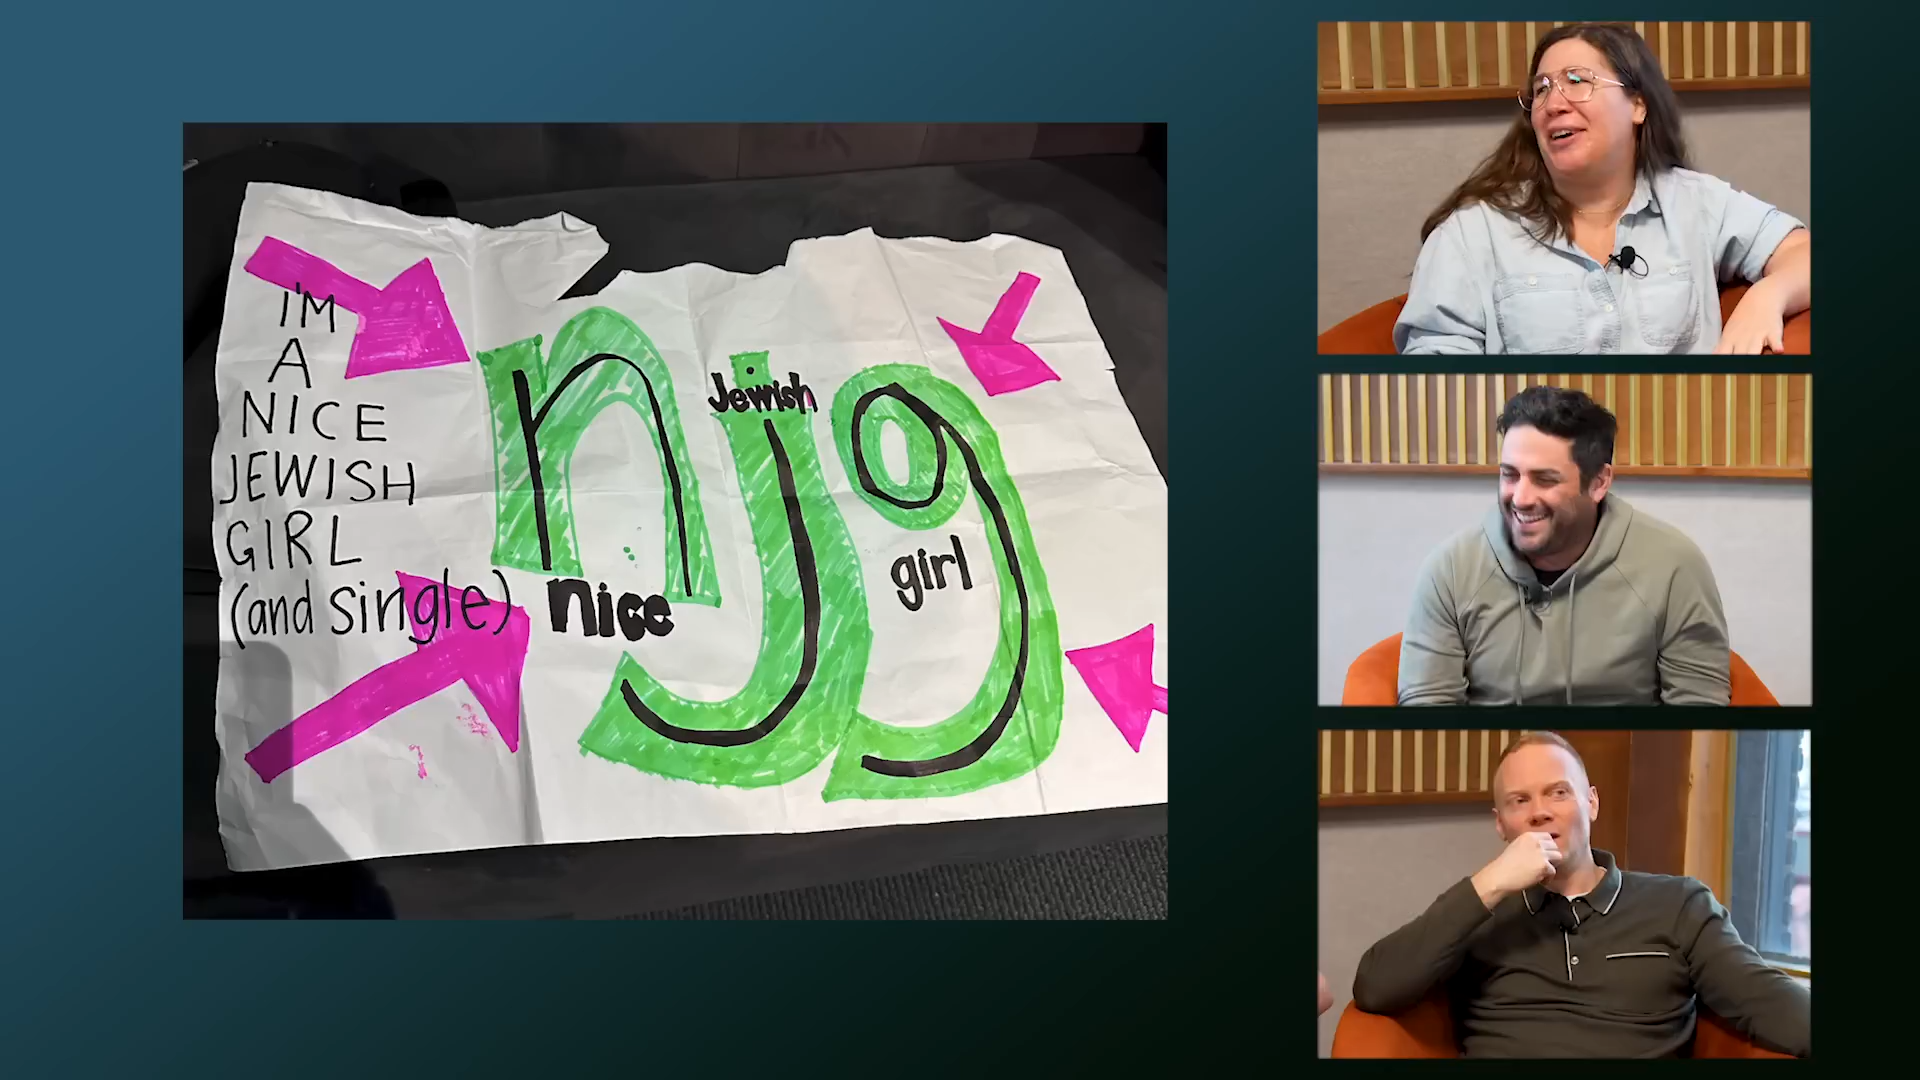 I'M
A
NICE
JEWISH
GIRL
(and single)
njg
nice
Jewish
girl